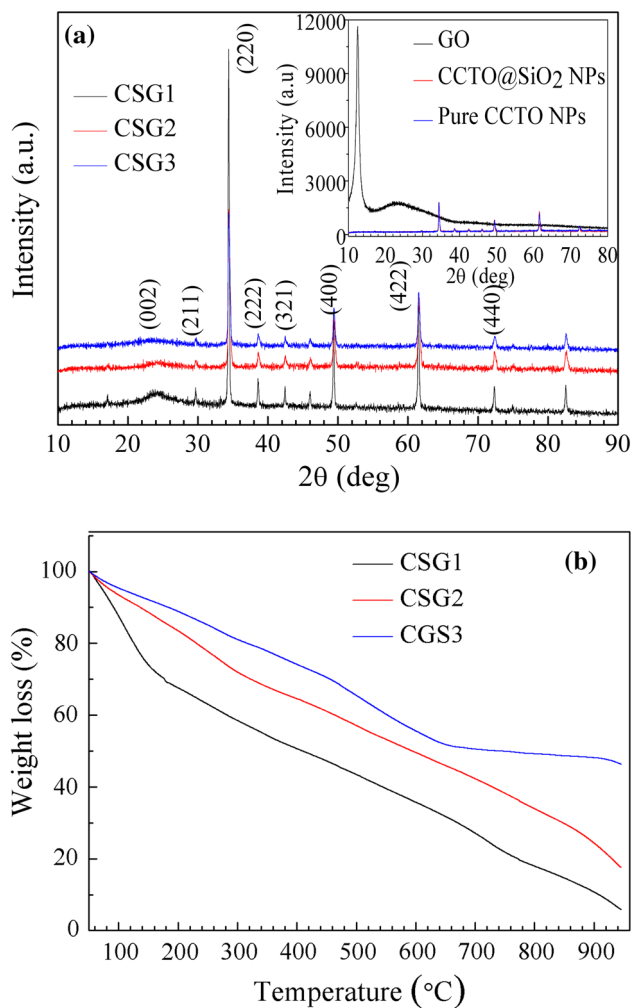 (a)
CSG1
CSG2
CSG3
(220)
(002)
(211)
(222)
(321)
(400)
(422)
(440)
Intensity (a.u.)
10 20 30 40 50 60 70 80 90
2θ (deg)
GO
CCTO@SiO2 NPs
Pure CCTO NPs
Intensity (a.u)
12000
9000
6000
3000
0
10 20 30 40 50 60 70 80
2θ (deg)
(b)
CSG1
CSG2
CGS3
Weight loss (%)
100
80
60
40
20
0
100 200 300 400 500 600 700 800 900
Temperature (°C)